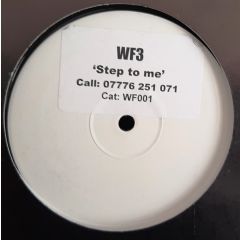 WF3
‘Step to me’
Call: 07776 251 071
Cat: WF001